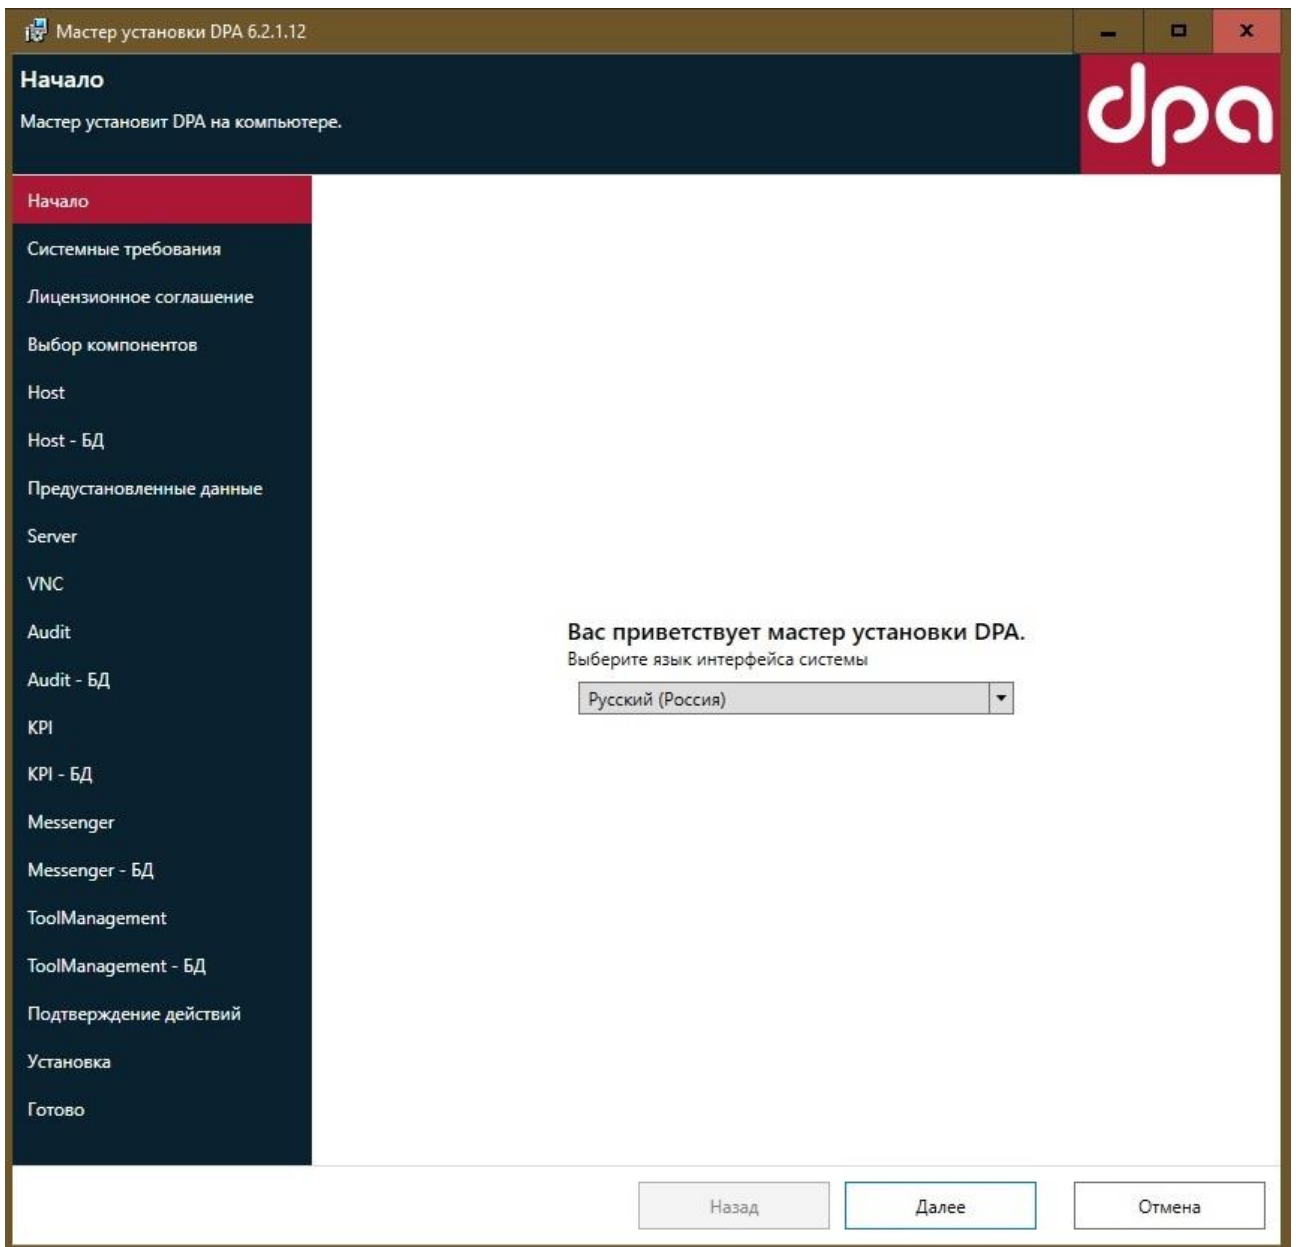 Мастер установки DPA 6.2.1.12
Начало
Мастер установит DPA на компьютере.
dpa
Начало
Системные требования
Лицензионное соглашение
Выбор компонентов
Host
Host - БД
Предустановленные данные
Server
VNC
Audit
Audit - БД
KPI
KPI - БД
Messenger
Messenger - БД
ToolManagement
ToolManagement - БД
Подтверждение действий
Установка
Готово
Вас приветствует мастер установки DPA.
Выберите язык интерфейса системы
Русский (Россия)
Назад
Далее
Отмена